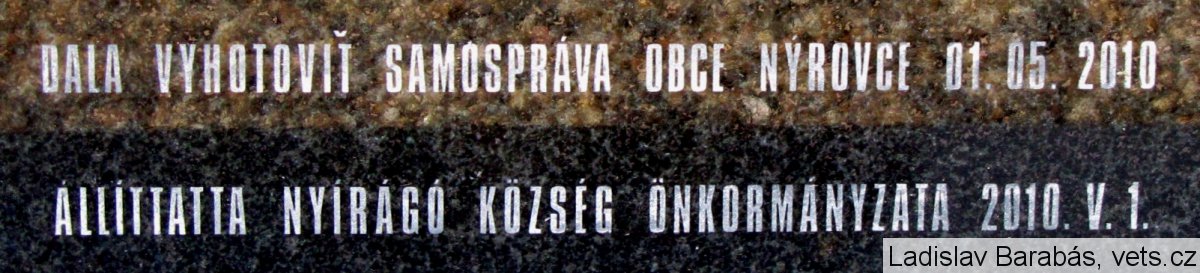 DALA VYHOTOVIŤ SAMOSPRÁVA OBCE NÝROVCE 01. 05. 2010
ÁLLÍTTATTA NYÍRÁGÓ KÖZSÉG ÖNKORMÁNYZATA 2010. V. 1.
Ladislav Barabás, vets.cz